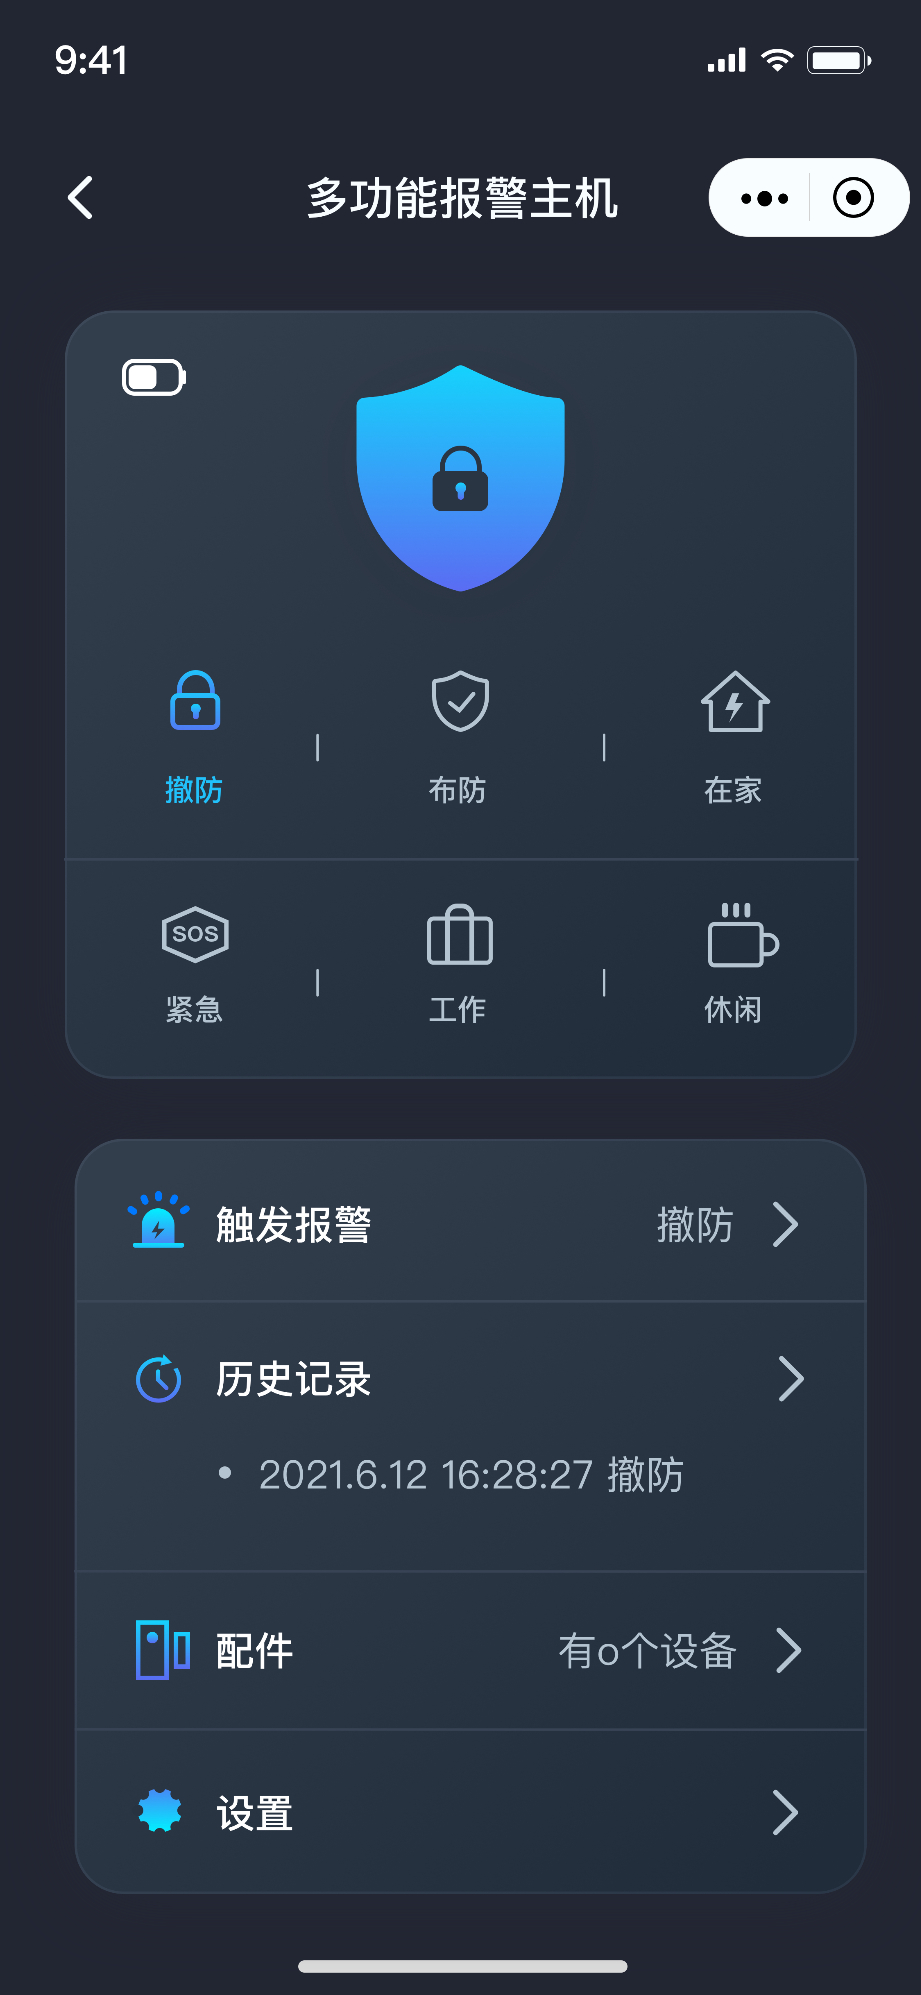 9:41
多功能报警主机
撤防 布防 在家
SOS
紧急 工作 休闲
触发报警 撤防
历史记录
• 2021.6.12 16:28:27 撤防
配件 有o个设备
设置